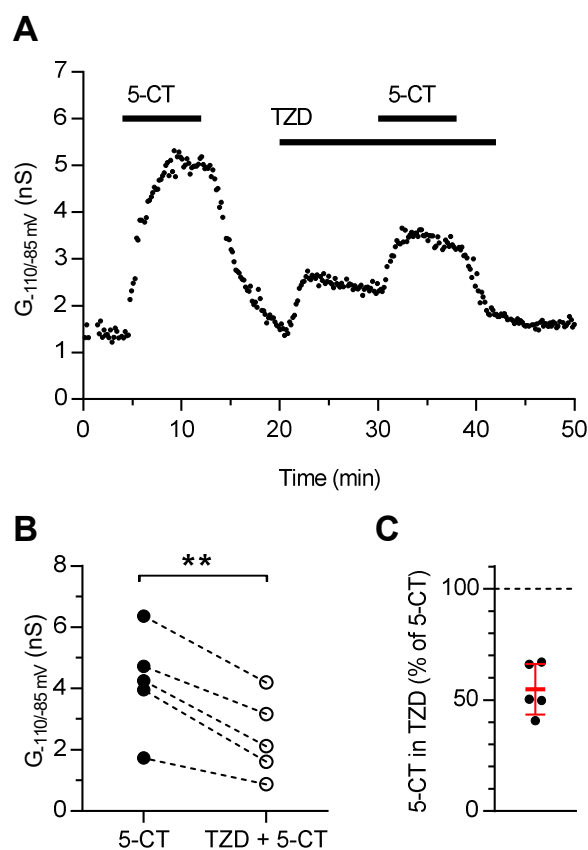 A
7
6
5
4
3
2
1
0
G-110/-85 mV (nS)
5-CT
TZD
5-CT
0 10 20 30 40 50
Time (min)
B
8
6
4
2
0
G-110/-85 mV (nS)
**
5-CT TZD + 5-CT
C
100
50
0
5-CT in TZD (% of 5-CT)